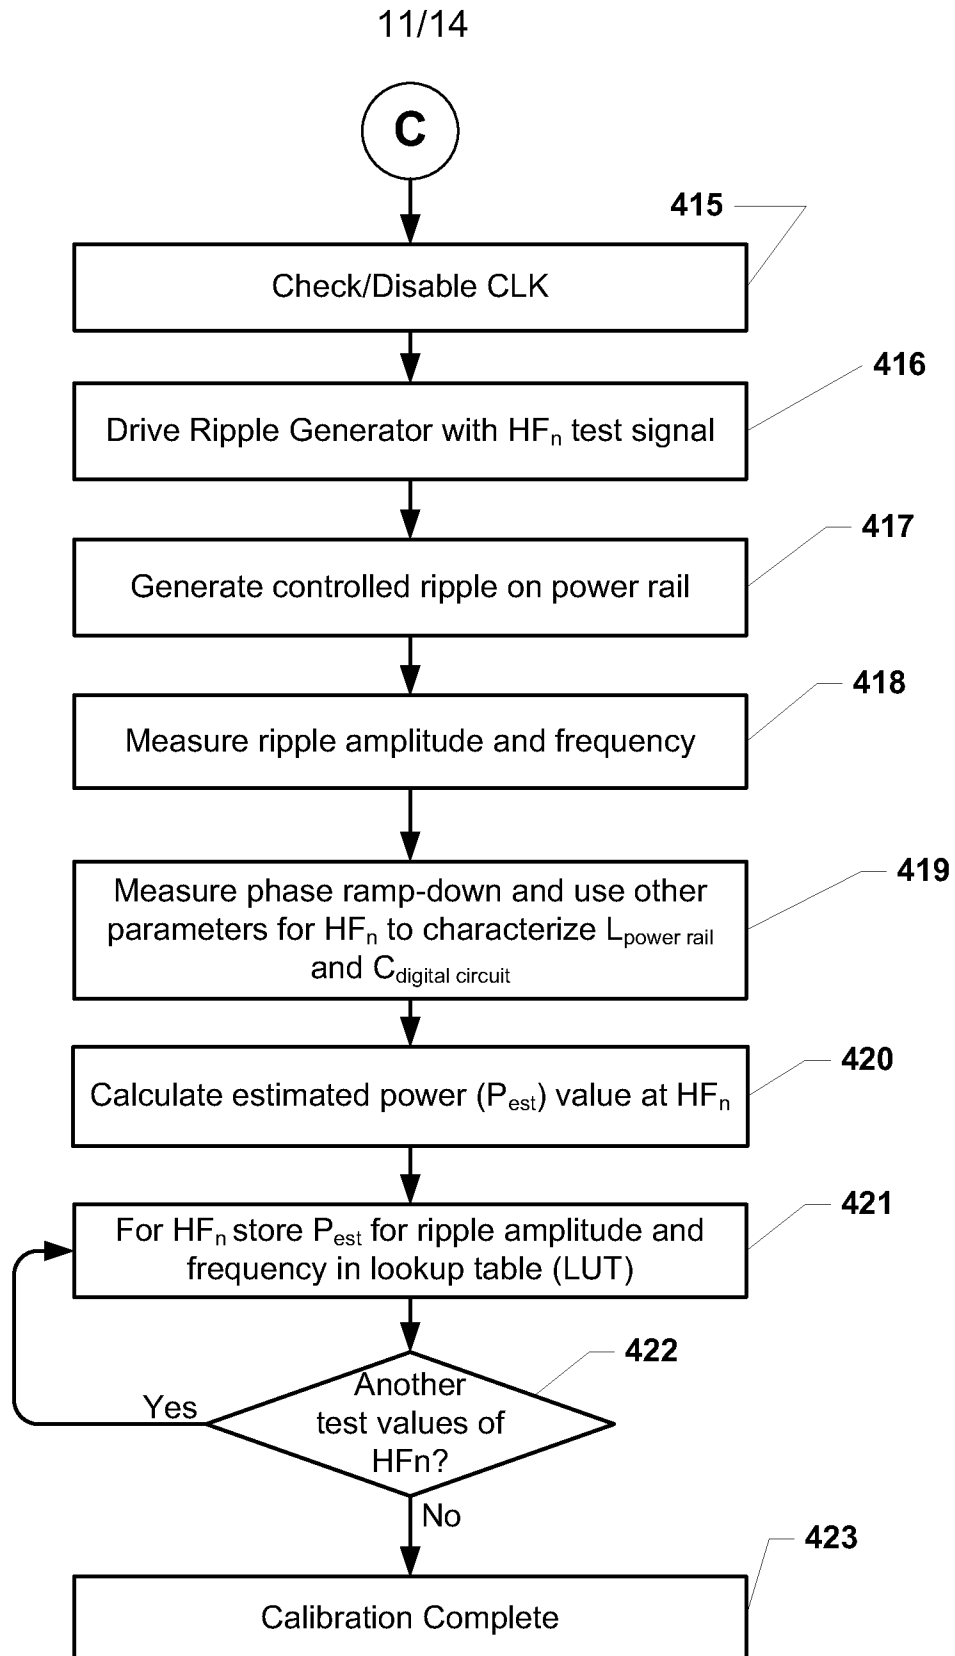 11/14
C
415
Check/Disable CLK
416
Drive Ripple Generator with HFn test signal
417
Generate controlled ripple on power rail
418
Measure ripple amplitude and frequency
419
Measure phase ramp-down and use other
parameters for HFn to characterize Lpower rail
and Cdigital circuit
420
Calculate estimated power (Pest) value at HFn
421
For HFn store Pest for ripple amplitude and
frequency in lookup table (LUT)
422
Another
test values of
HFn?
Yes
No
423
Calibration Complete